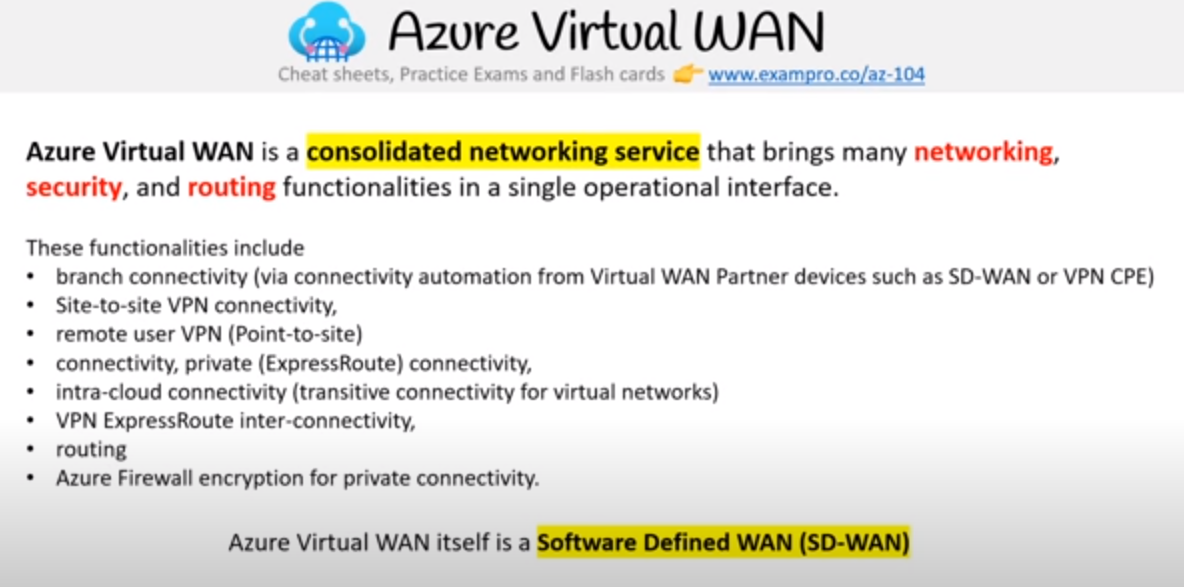 Azure Virtual WAN
Cheat sheets, Practice Exams and Flash cards 👉 www.exampro.co/az-104
Azure Virtual WAN is a consolidated networking service that brings many networking,
security, and routing functionalities in a single operational interface.
These functionalities include
• branch connectivity (via connectivity automation from Virtual WAN Partner devices such as SD-WAN or VPN CPE)
• Site-to-site VPN connectivity,
• remote user VPN (Point-to-site)
• connectivity, private (ExpressRoute) connectivity,
• intra-cloud connectivity (transitive connectivity for virtual networks)
• VPN ExpressRoute inter-connectivity,
• routing
• Azure Firewall encryption for private connectivity.
Azure Virtual WAN itself is a Software Defined WAN (SD-WAN)